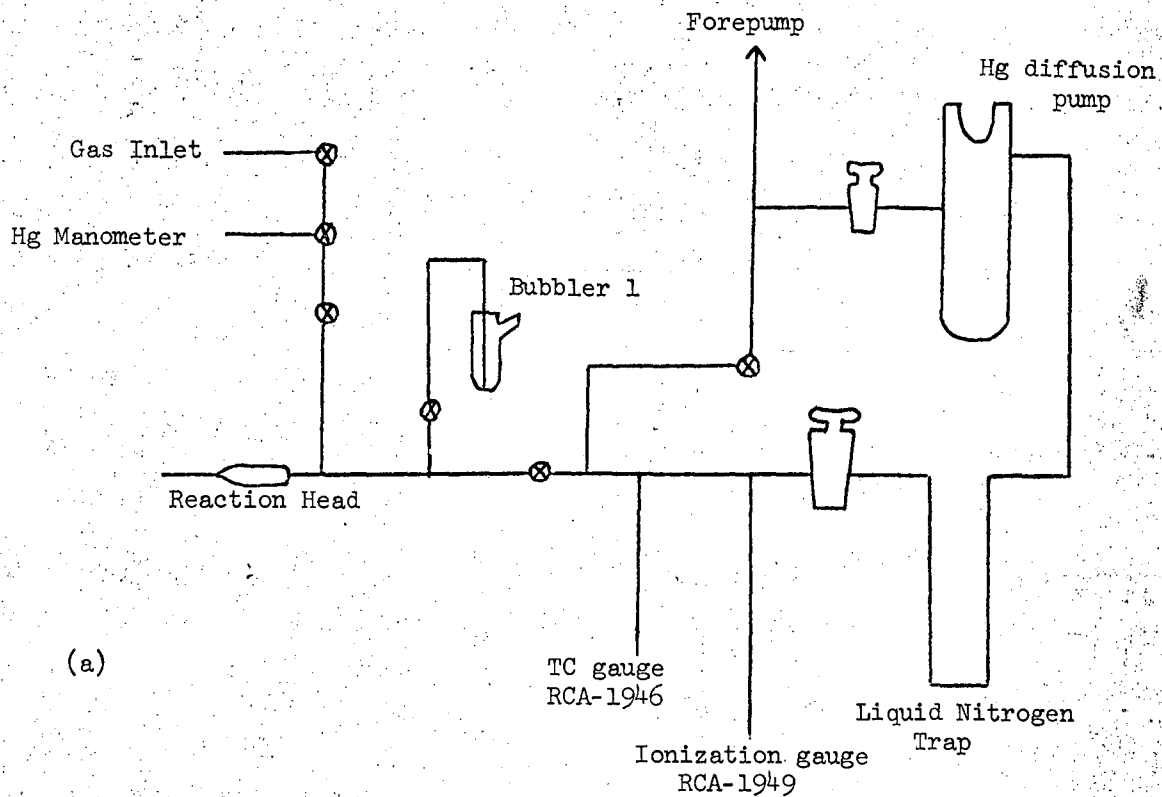 Forepump
Hg diffusion
pump
Gas Inlet
Hg Manometer
Bubbler 1
Reaction Head
(a)
TC gauge
RCA-1946
Liquid Nitrogen
Trap
Ionization gauge
RCA-1949